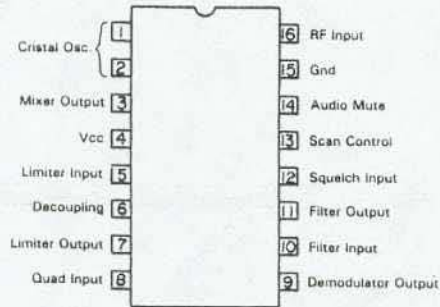 Cristal Osc.
1
2
Mixer Output 3
Vcc 4
Limiter Input 5
Decoupling 6
Limiter Output 7
Quad Input 8
16 RF Input
15 Gnd
14 Audio Mute
13 Scan Control
12 Squelch Input
11 Filter Output
10 Filter Input
9 Demodulator Output